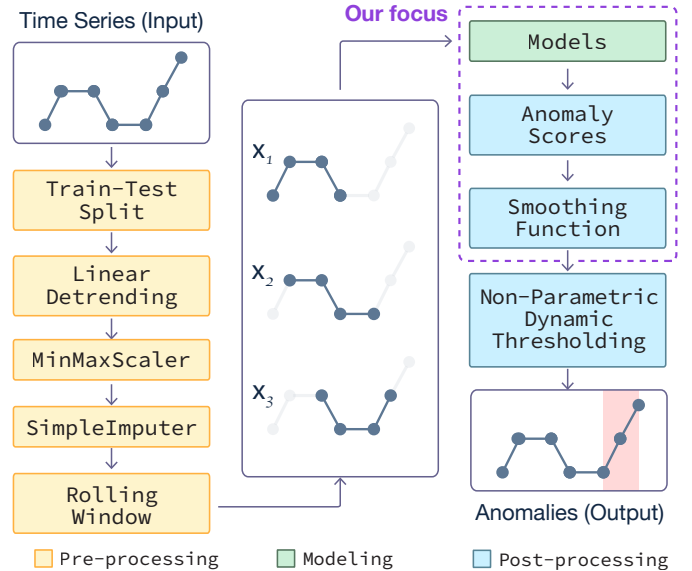 Time Series (Input)
Train-Test
Split
Linear
Detrending
MinMaxScaler
SimpleImputer
Rolling
Window
x1
x2
x3
Our focus
Models
Anomaly
Scores
Smoothing
Function
Non-Parametric
Dynamic
Thresholding
Anomalies (Output)
Pre-processing
Modeling
Post-processing